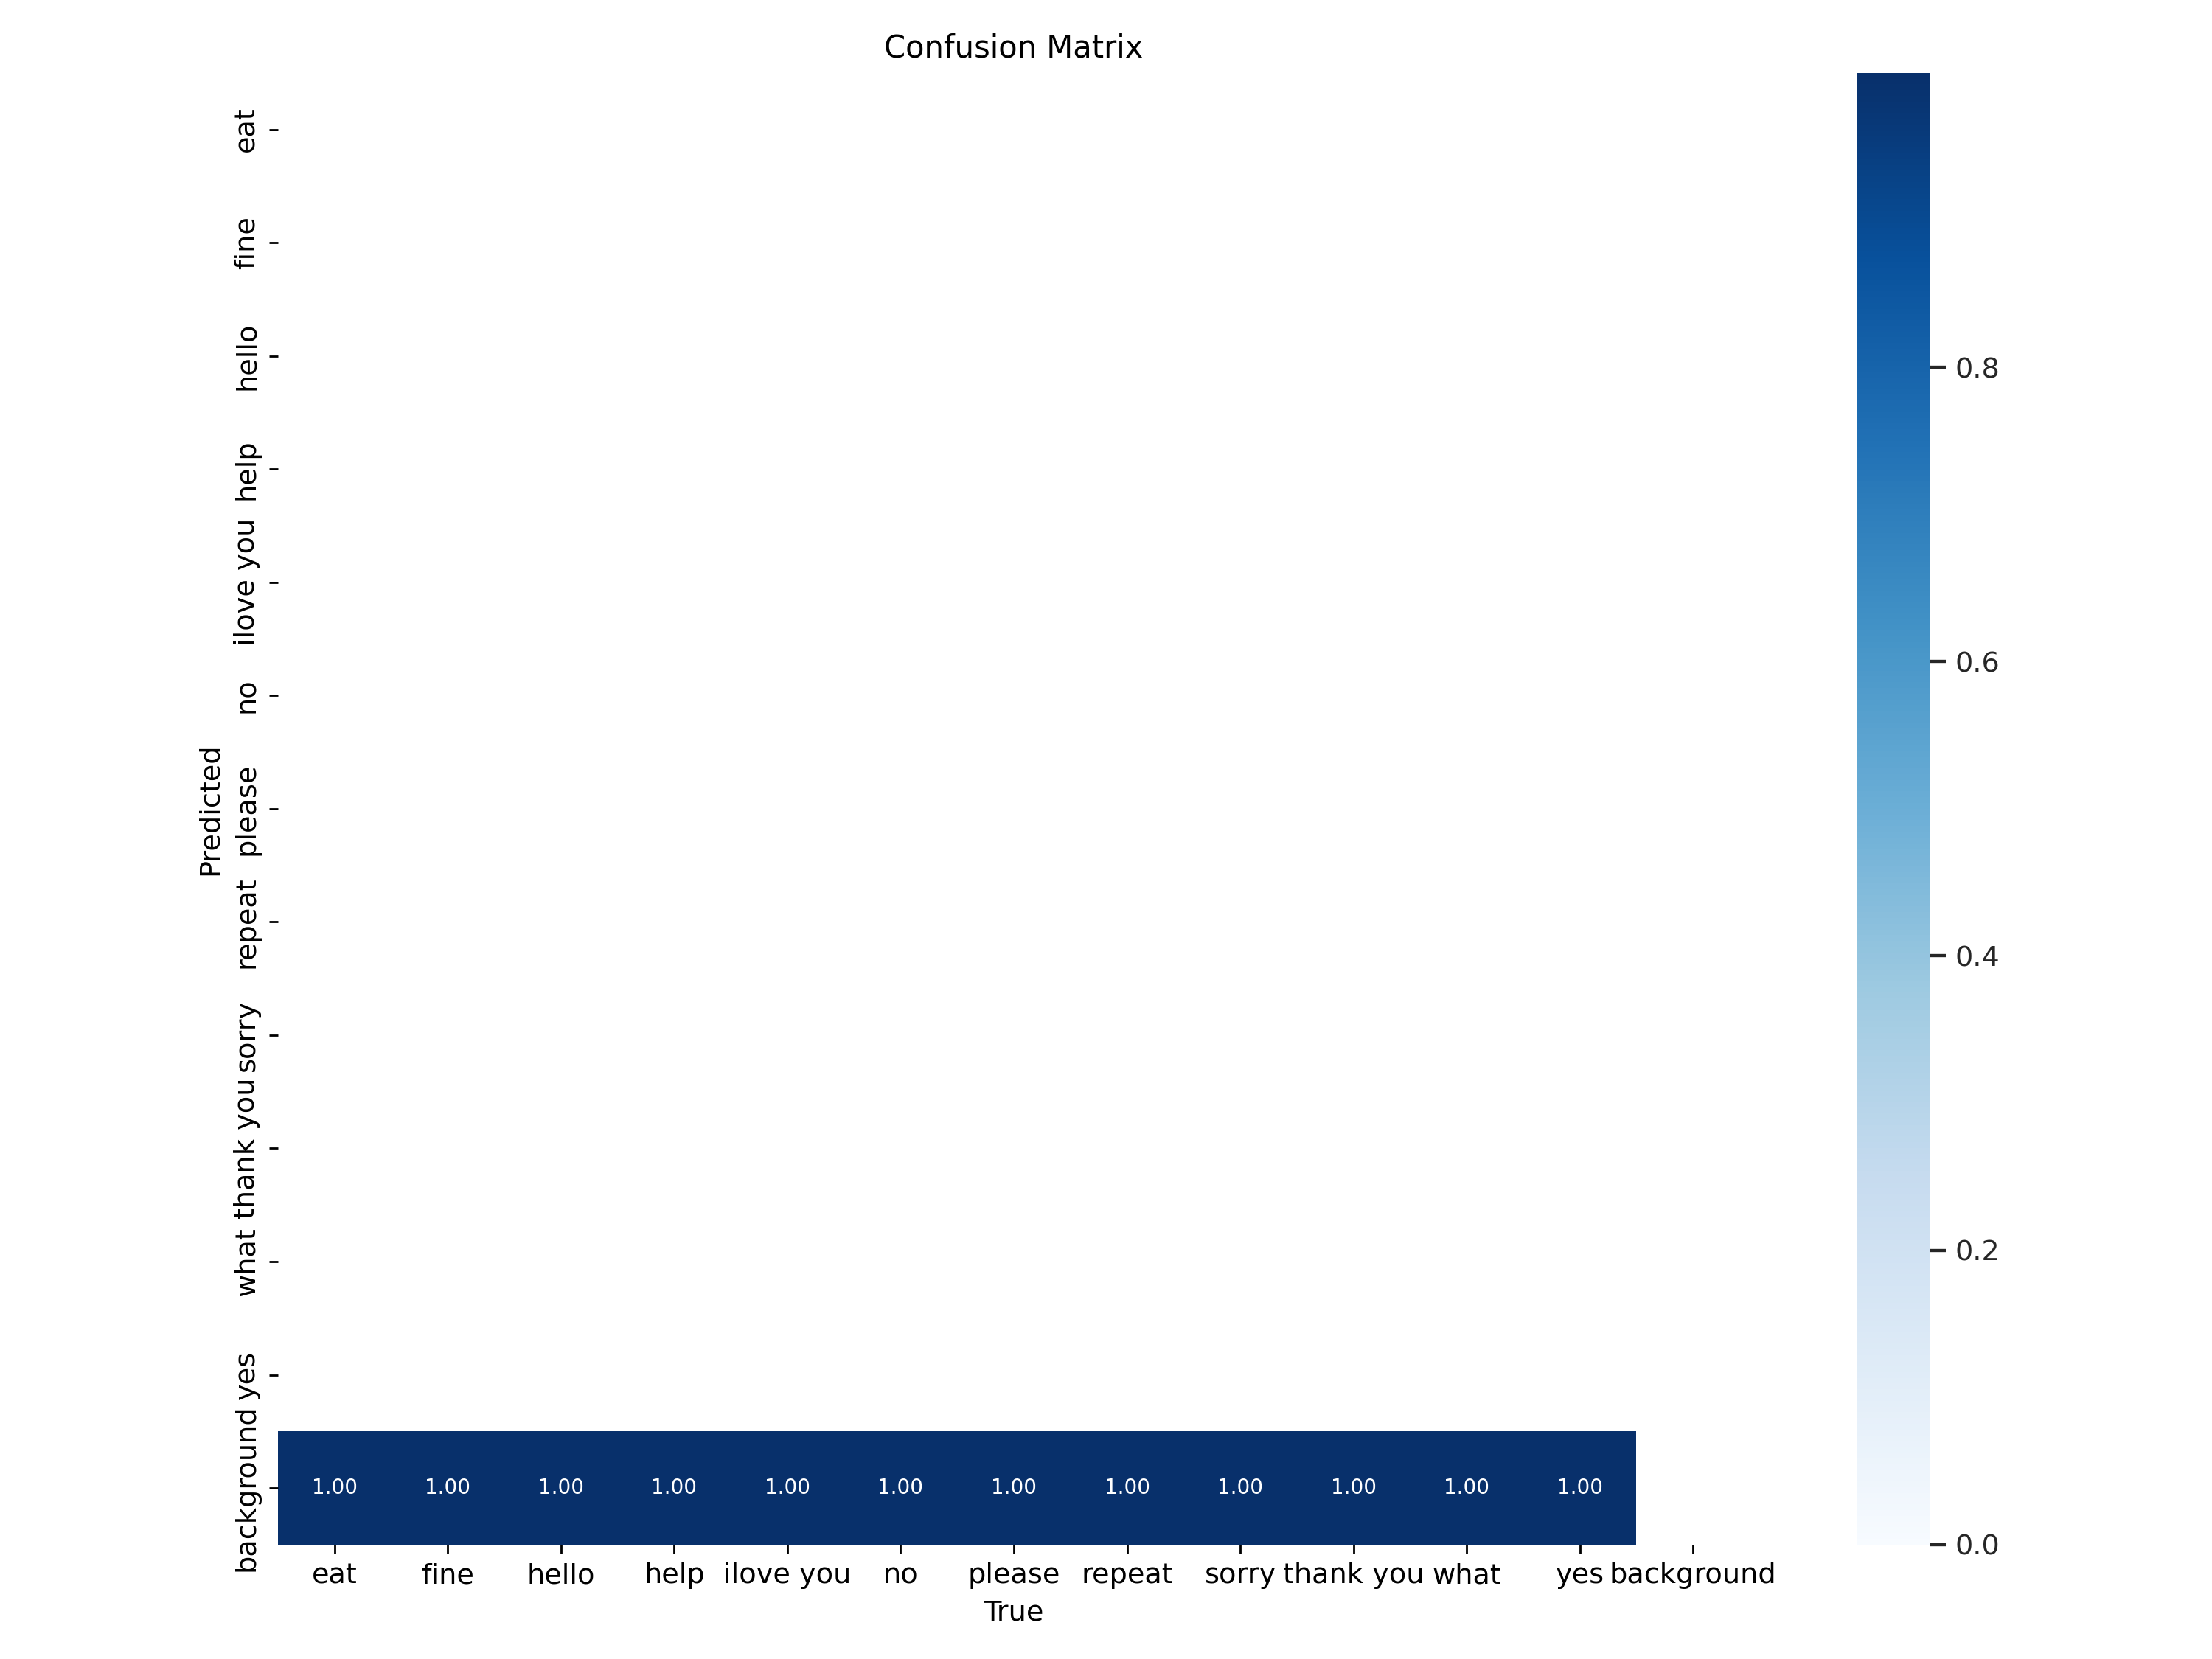 Confusion Matrix
eat
fine
hello
help
ilove you
no
please
repeat
sorry
thank you
what
yes
background
Predicted
1.00 1.00 1.00 1.00 1.00 1.00 1.00 1.00 1.00 1.00 1.00 1.00
eat fine hello help ilove you no please repeat sorry thank you what yes background
True
0.8
0.6
0.4
0.2
0.0